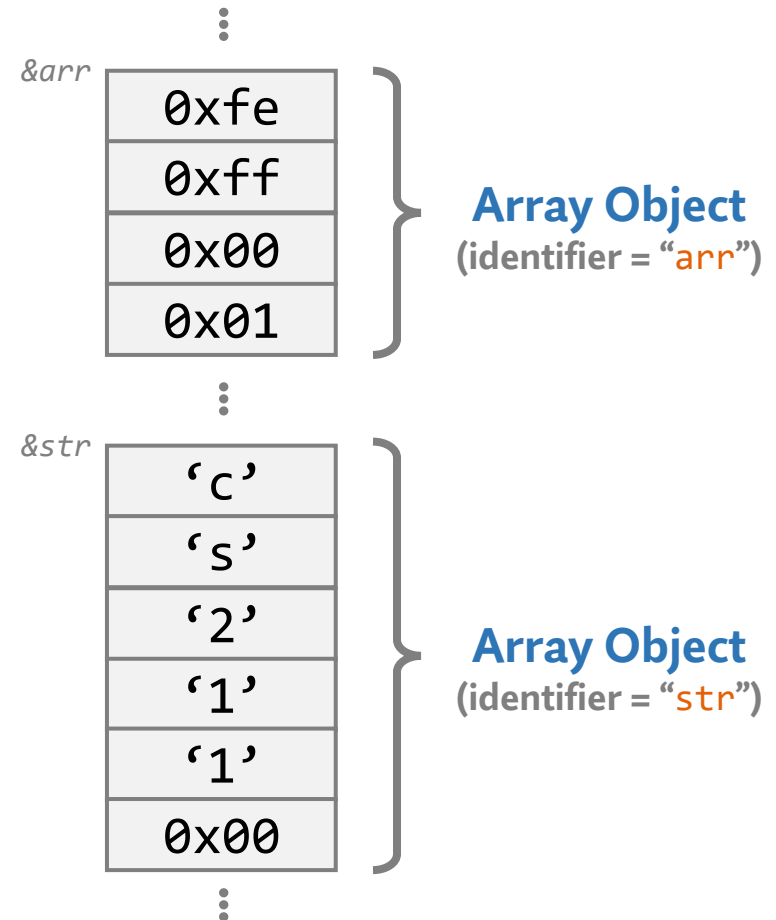 &arr
0xfe
0xff
0x00
0x01
Array Object
(identifier = “arr”)
&str
‘c’
‘s’
‘2’
‘1’
‘1’
0x00
Array Object
(identifier = “str”)